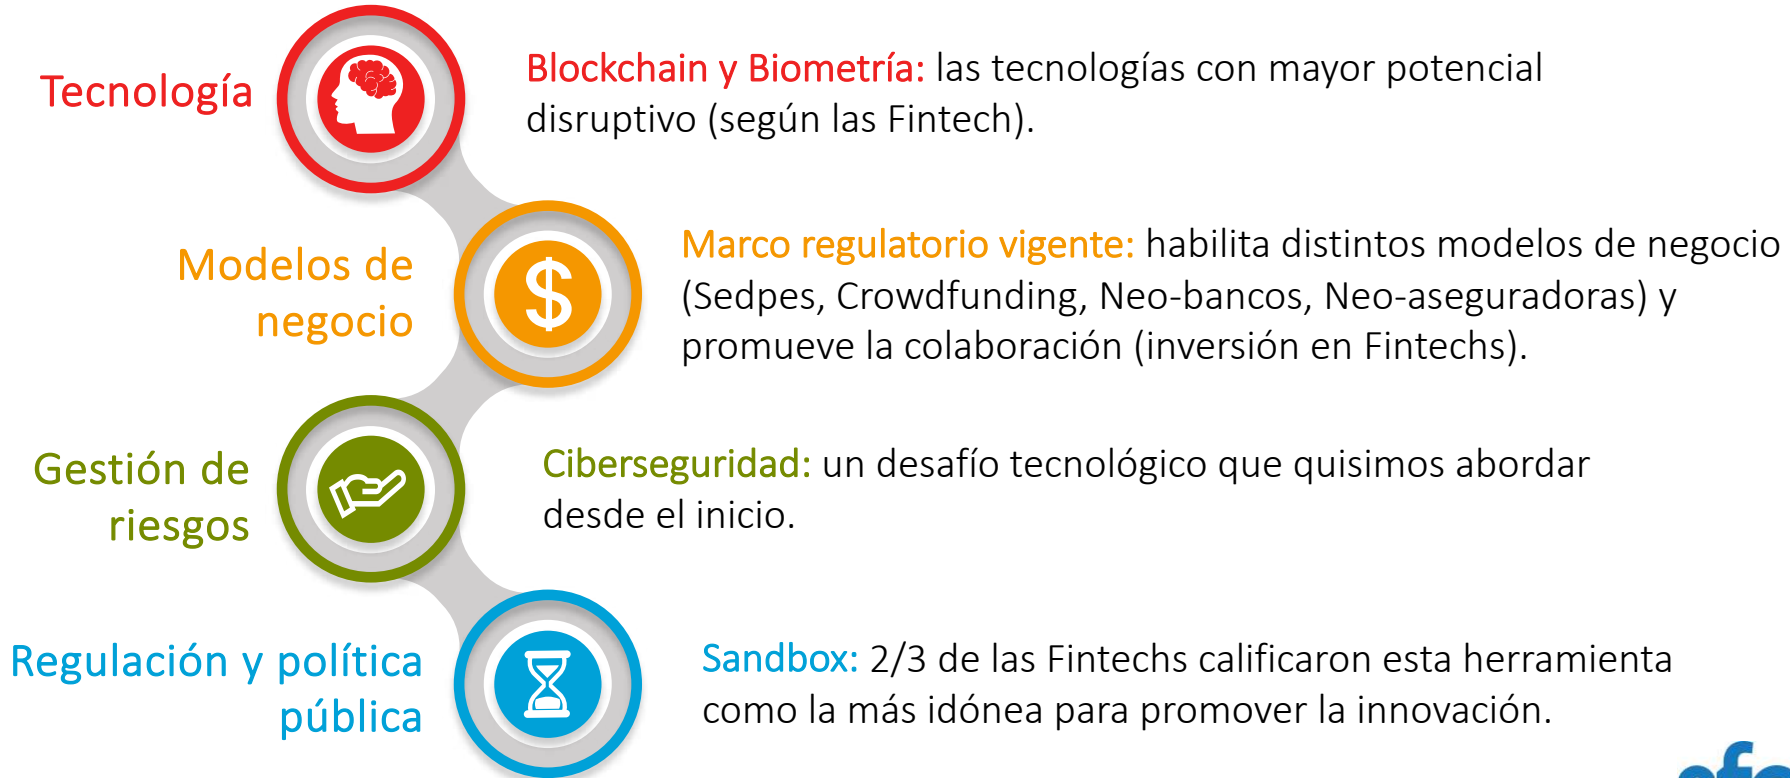 Tecnología
Blockchain y Biometría: las tecnologías con mayor potencial
disruptivo (según las Fintech).
Modelos de
negocio
$
Marco regulatorio vigente: habilita distintos modelos de negocio
(Sedpes, Crowdfunding, Neo-bancos, Neo-aseguradoras) y
promueve la colaboración (inversión en Fintechs).
Gestión de
riesgos
Ciberseguridad: un desafío tecnológico que quisimos abordar
desde el inicio.
Regulación y política
pública
Sandbox: 2/3 de las Fintechs calificaron esta herramienta
como la más idónea para promover la innovación.